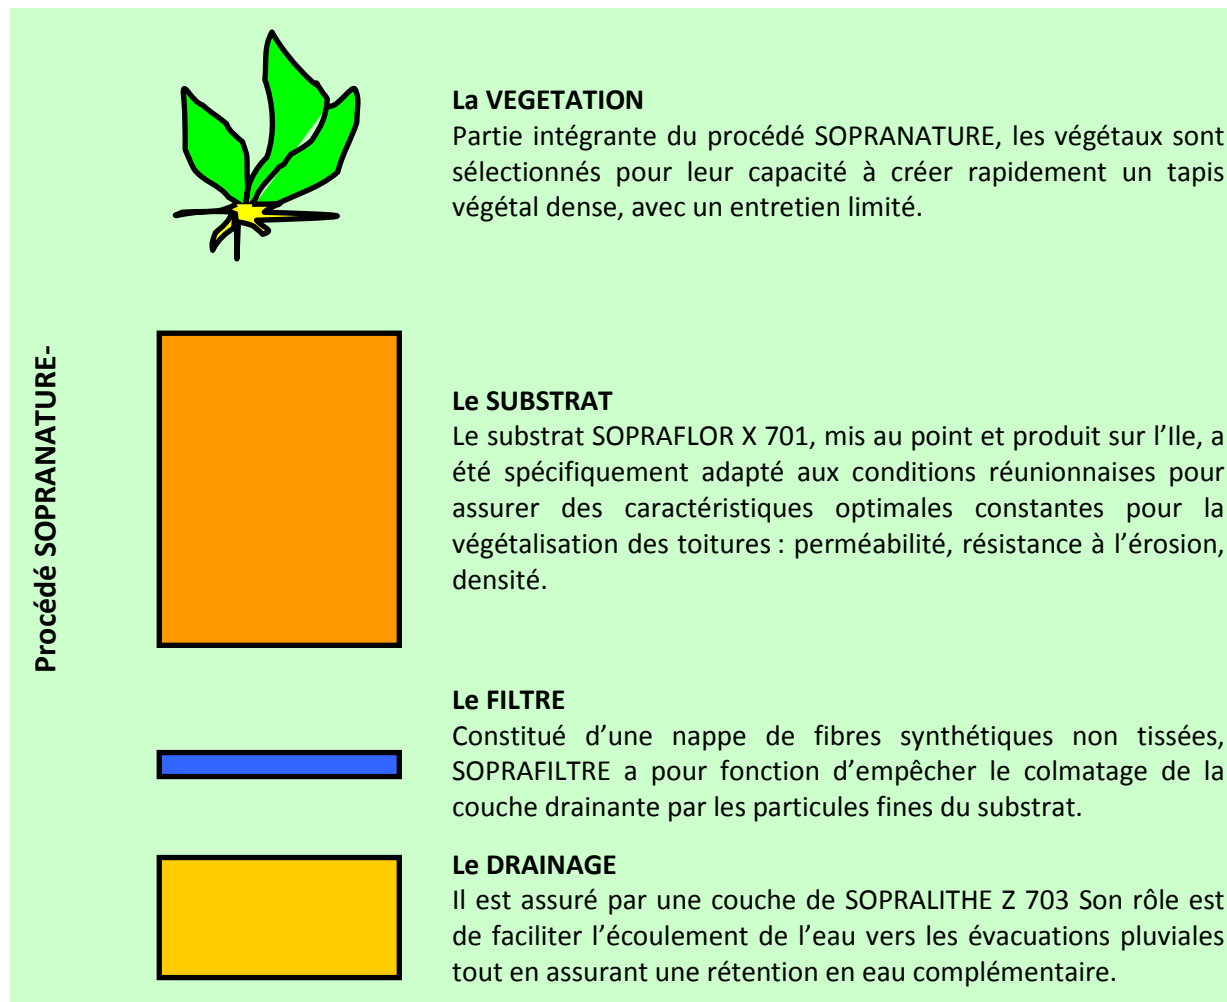 Procédé SOPRANATURE-
La VEGETATION
Partie intégrante du procédé SOPRANATURE, les végétaux sont
sélectionnés pour leur capacité à créer rapidement un tapis
végétal dense, avec un entretien limité.
Le SUBSTRAT
Le substrat SOPRAFLOR X 701, mis au point et produit sur l’Ile, a
été spécifiquement adapté aux conditions réunionnaises pour
assurer des caractéristiques optimales constantes pour la
végétalisation des toitures : perméabilité, résistance à l’érosion,
densité.
Le FILTRE
Constitué d’une nappe de fibres synthétiques non tissées,
SOPRAFILTRE a pour fonction d’empêcher le colmatage de la
couche drainante par les particules fines du substrat.
Le DRAINAGE
Il est assuré par une couche de SOPRALITHE Z 703 Son rôle est
de faciliter l’écoulement de l’eau vers les évacuations pluviales
tout en assurant une rétention en eau complémentaire.